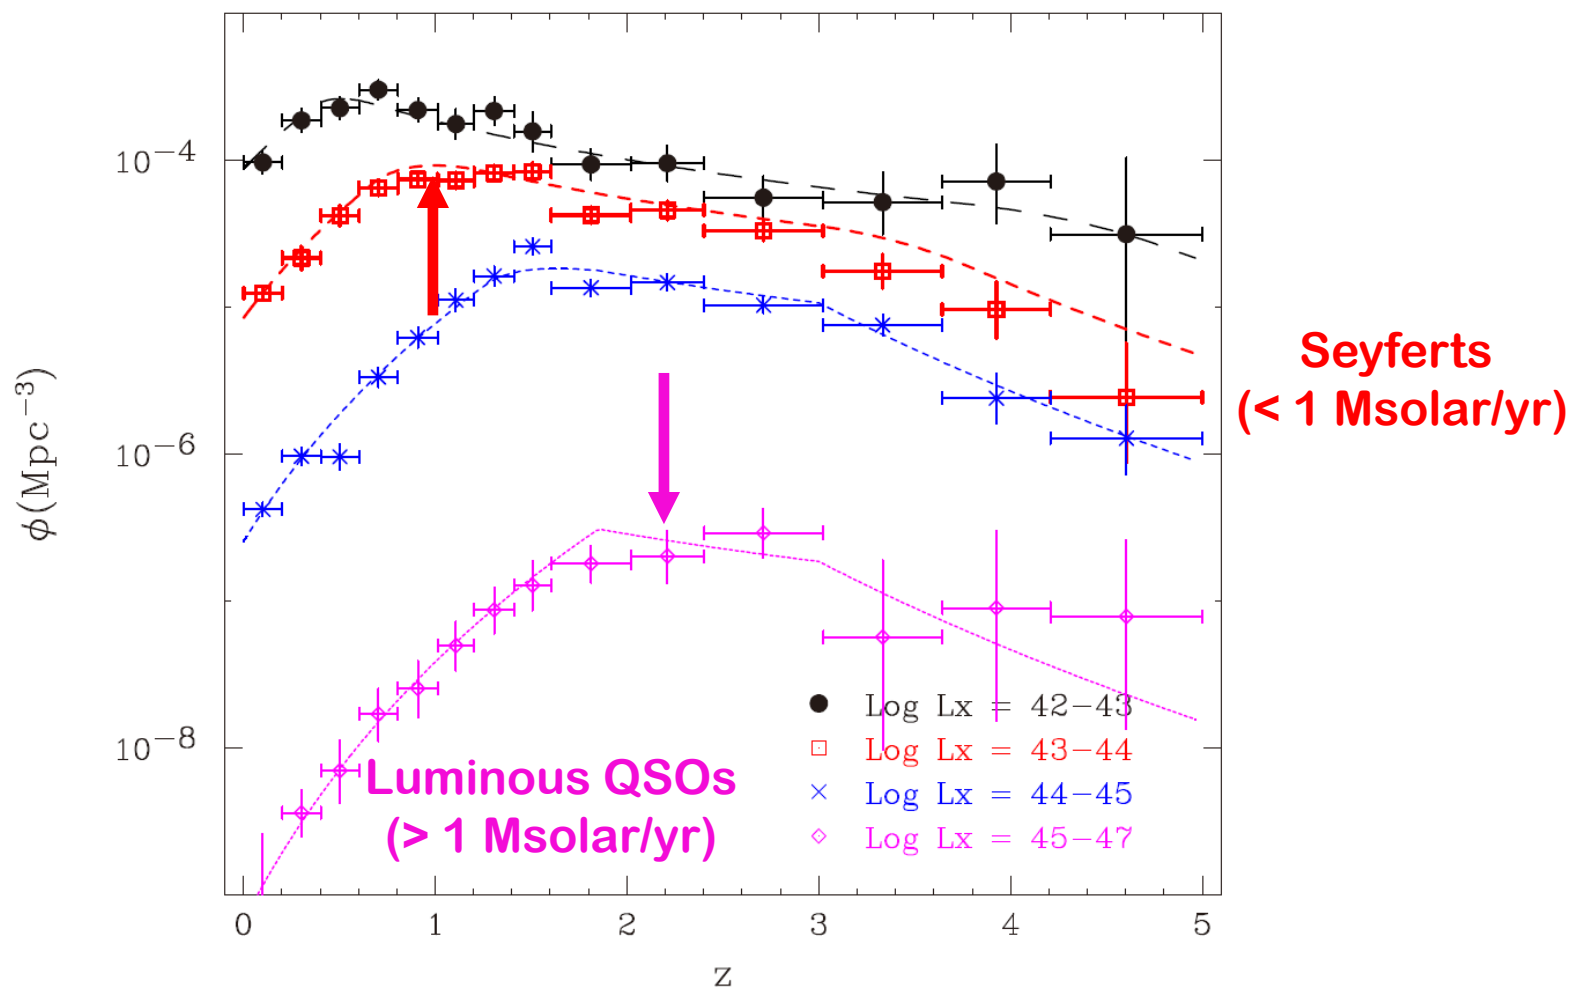 10−4
10−6
10−8
ϕ(Mpc−3)
Seyferts
(< 1 Msolar/yr)
Luminous QSOs
(> 1 Msolar/yr)
Log Lx = 42−43
Log Lx = 43−44
Log Lx = 44−45
Log Lx = 45−47
0 1 2 3 4 5
z